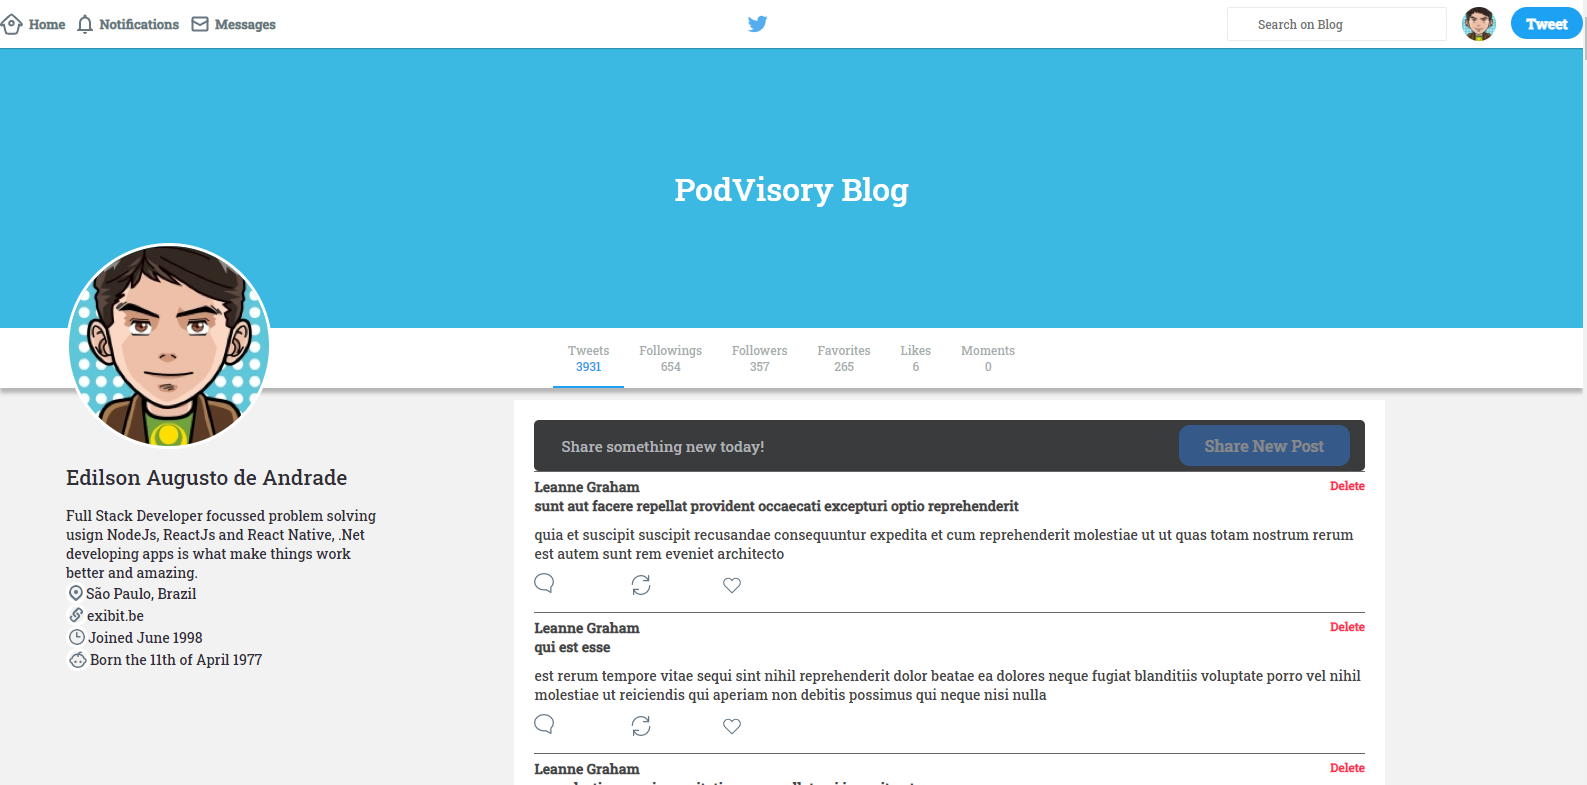 Home Notifications Messages Search on Blog Tweet
PodVisory Blog
Tweets Followings Followers Favorites Likes Moments
3931 654 357 265 6 0
Edilson Augusto de Andrade
Full Stack Developer focussed problem solving
usign NodeJs, ReactJs and React Native, .Net
developing apps is what make things work
better and amazing.
São Paulo, Brazil
exibit.be
Joined June 1998
Born the 11th of April 1977
Share something new today! Share New Post
Leanne Graham Delete
sunt aut facere repellat provident occaecati excepturi optio reprehenderit
quia et suscipit suscipit recusandae consequuntur expedita et cum reprehenderit molestiae ut ut quas totam nostrum rerum
est autem sunt rem eveniet architecto
Leanne Graham Delete
qui est esse
est rerum tempore vitae sequi sint nihil reprehenderit dolor beatae ea dolores neque fugiat blanditiis voluptate porro vel nihil
molestiae ut reiciendis qui aperiam non debitis possimus qui neque nisi nulla
Leanne Graham Delete